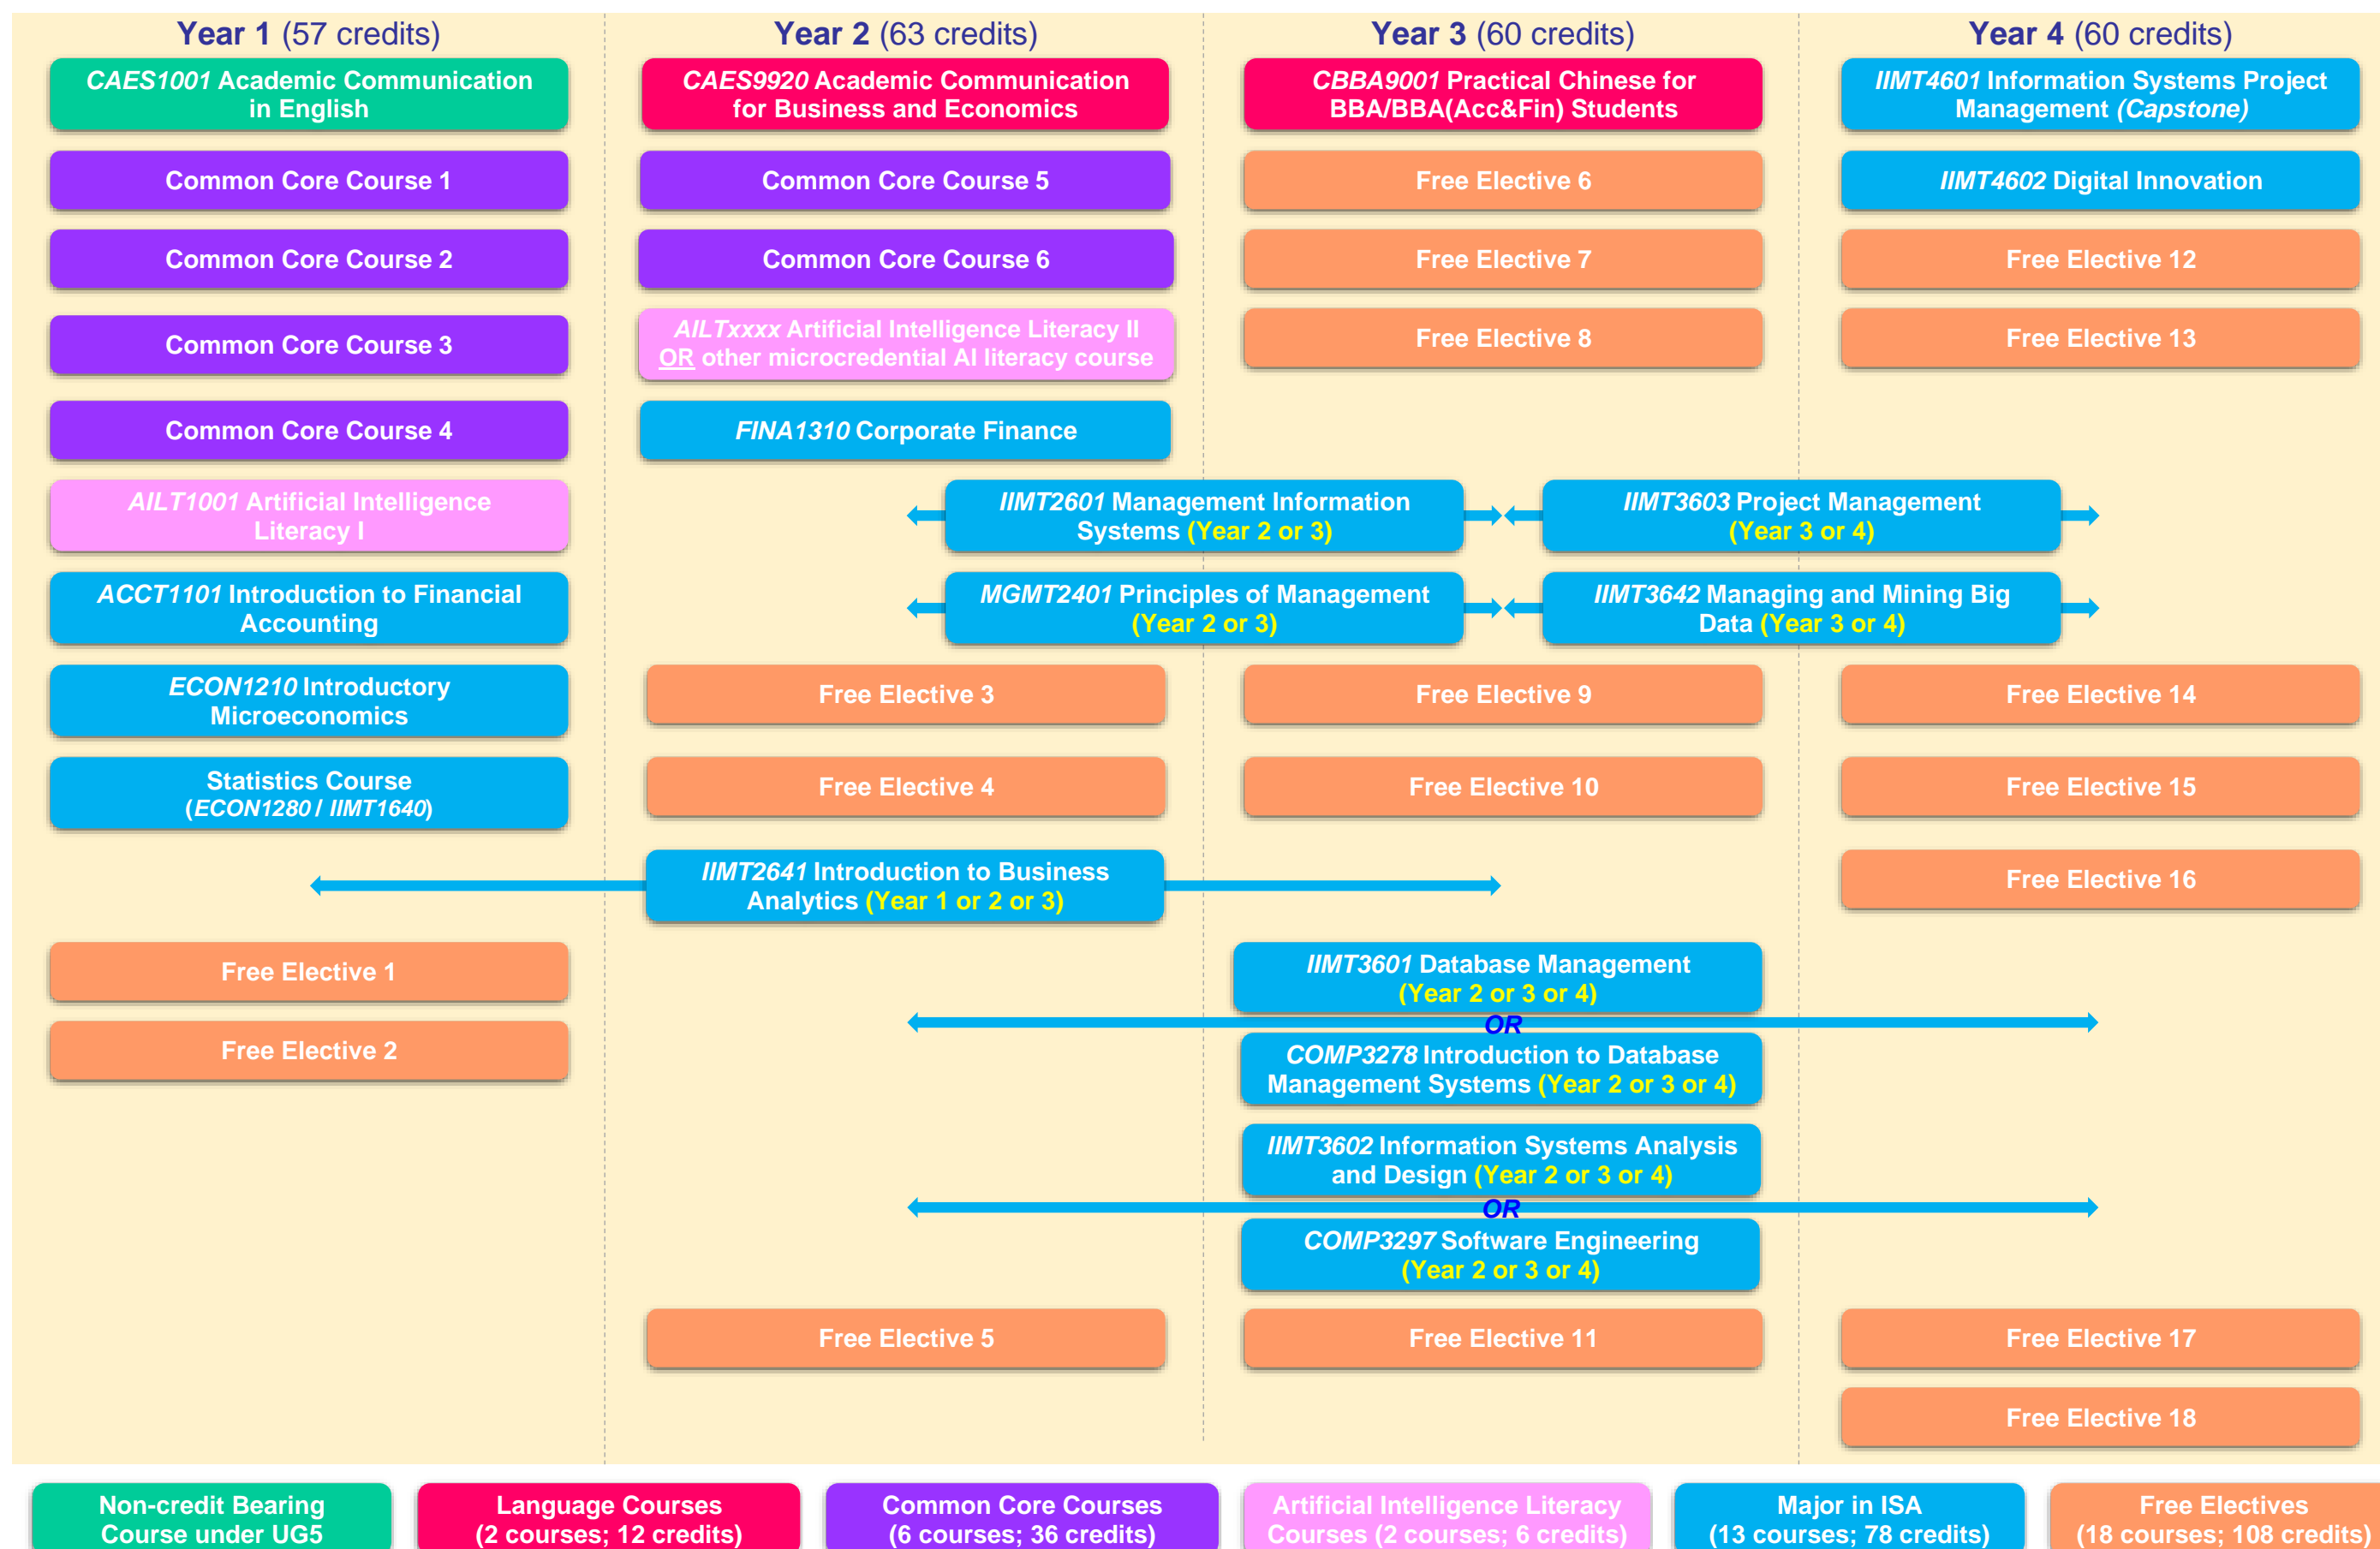 Year 1 (57 credits)
CAES1001 Academic Communication
in English
Common Core Course 1
Common Core Course 2
Common Core Course 3
Common Core Course 4
AILT1001 Artificial Intelligence
Literacy I
ACCT1101 Introduction to Financial
Accounting
ECON1210 Introductory
Microeconomics
Statistics Course
(ECON1280 / IIMT1640)
Free Elective 1
Free Elective 2
Year 2 (63 credits)
CAES9920 Academic Communication
for Business and Economics
Common Core Course 5
Common Core Course 6
AILTxxxx Artificial Intelligence Literacy II
OR other microcredential AI literacy course
FINA1310 Corporate Finance
IIMT2601 Management Information
Systems (Year 2 or 3)
MGMT2401 Principles of Management
(Year 2 or 3)
Free Elective 3
Free Elective 4
IIMT2641 Introduction to Business
Analytics (Year 1 or 2 or 3)
Free Elective 5
Year 3 (60 credits)
CBBA9001 Practical Chinese for
BBA/BBA(Acc&Fin) Students
Free Elective 6
Free Elective 7
Free Elective 8
IIMT3603 Project Management
(Year 3 or 4)
IIMT3642 Managing and Mining Big
Data (Year 3 or 4)
Free Elective 9
Free Elective 10
IIMT3601 Database Management
(Year 2 or 3 or 4)
OR
COMP3278 Introduction to Database
Management Systems (Year 2 or 3 or 4)
IIMT3602 Information Systems Analysis
and Design (Year 2 or 3 or 4)
OR
COMP3297 Software Engineering
(Year 2 or 3 or 4)
Free Elective 11
Year 4 (60 credits)
IIMT4601 Information Systems Project
Management (Capstone)
IIMT4602 Digital Innovation
Free Elective 12
Free Elective 13
Free Elective 14
Free Elective 15
Free Elective 16
Free Elective 17
Free Elective 18
Non-credit Bearing
Course under UG5
Language Courses
(2 courses; 12 credits)
Common Core Courses
(6 courses; 36 credits)
Artificial Intelligence Literacy
Courses (2 courses; 6 credits)
Major in ISA
(13 courses; 78 credits)
Free Electives
(18 courses; 108 credits)